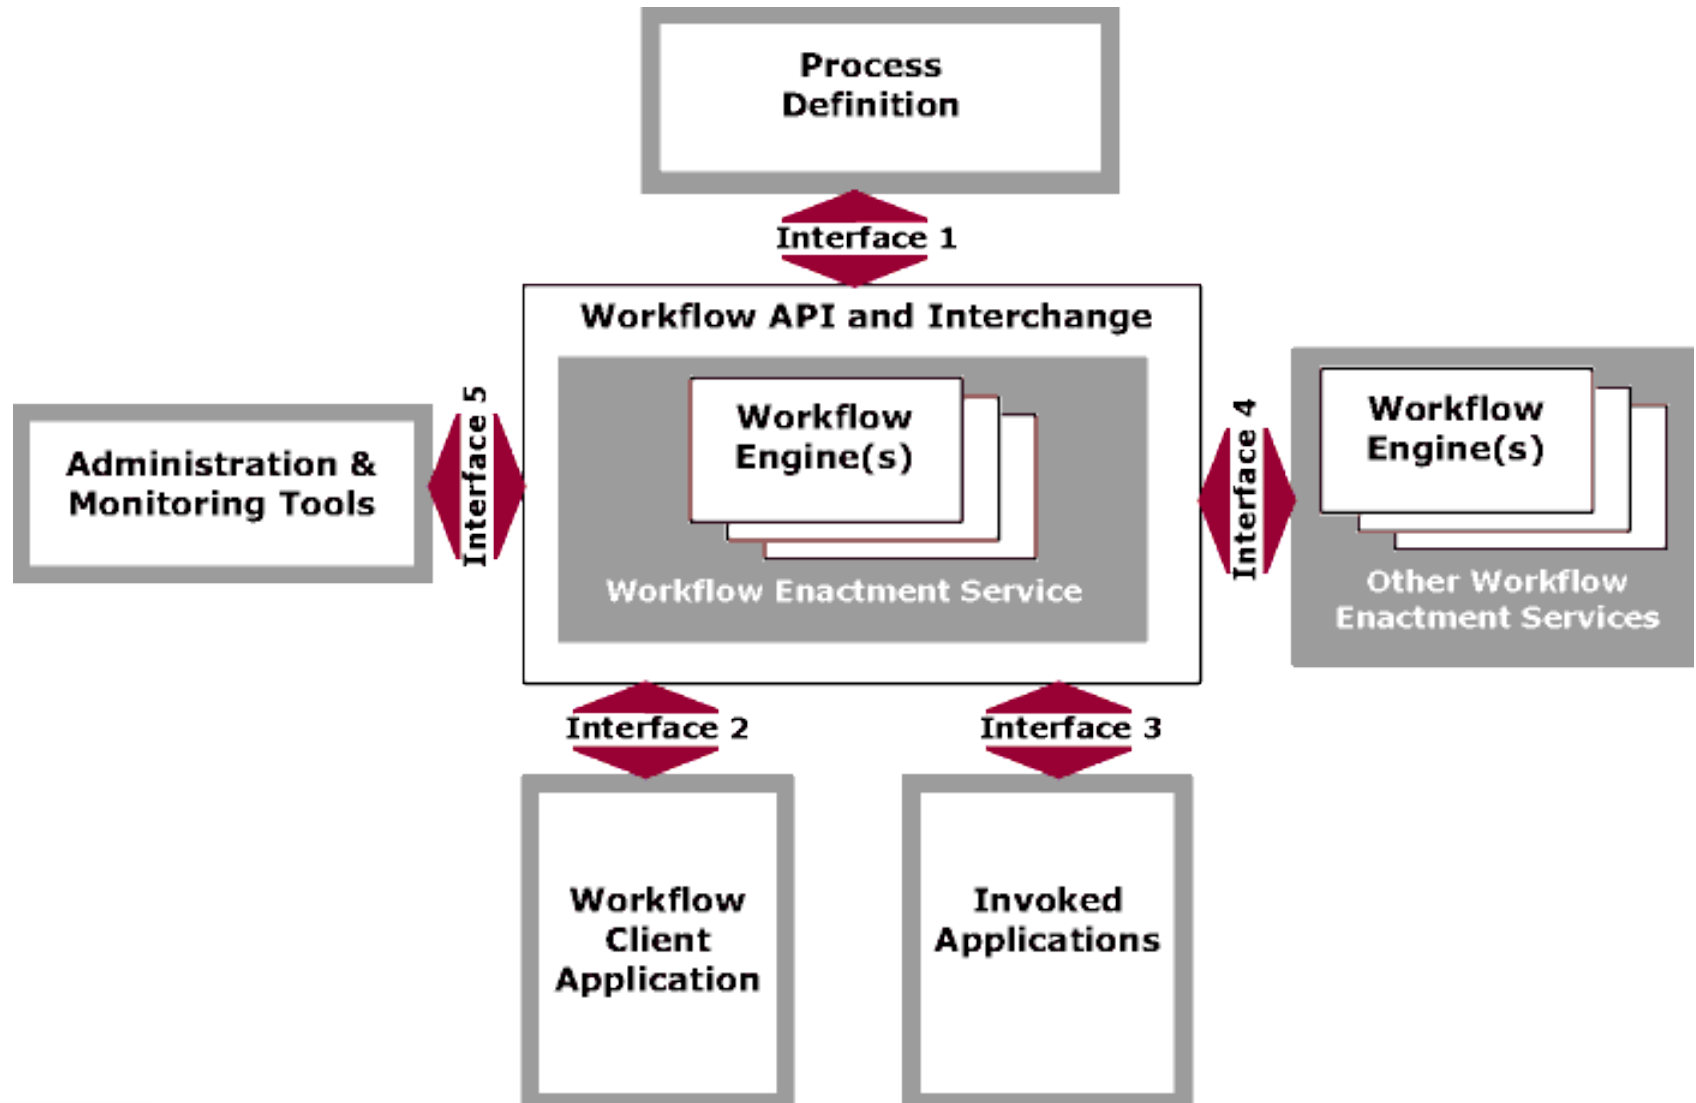 Process
Definition
Interface 1
Workflow API and Interchange
Workflow
Engine(s)
Workflow Enactment Service
Interface 5
Administration &
Monitoring Tools
Interface 4
Workflow
Engine(s)
Other Workflow
Enactment Services
Interface 2
Interface 3
Workflow
Client
Application
Invoked
Applications